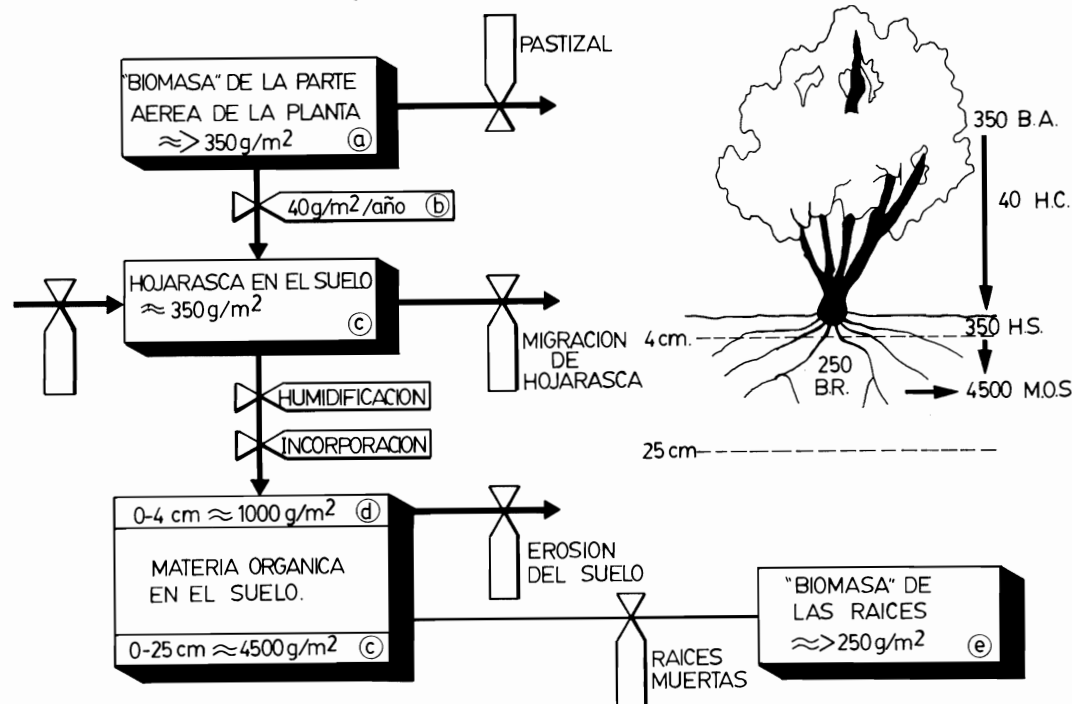 "BIOMASA" DE LA PARTE
AEREA DE LA PLANTA
≈> 350 g/m² ⓐ
PASTIZAL
40 g/m²/año ⓑ
HOJARASCA EN EL SUELO
≈ 350 g/m² ⓒ
MIGRACION
DE
HOJARASCA
HUMIDIFICACION
INCORPORACION
0-4 cm ≈ 1000 g/m² ⓓ
MATERIA ORGANICA
EN EL SUELO.
0-25 cm ≈ 4500 g/m² ⓒ
EROSION
DEL SUELO
RAICES
MUERTAS
"BIOMASA" DE
LAS RAICES
≈> 250 g/m² ⓔ
350 B.A.
40 H.C.
350 H.S.
4 cm.
250
B.R.
4500 M.O.S
25 cm